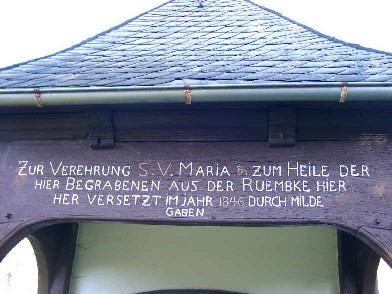 ZUR VEREHRUNG S.V. MARIA ZUM HEILE DER
HIER BEGRABENEN AUS DER RUEMBKE HIER
HER VERSETZT IM JAHR 1846 DURCH MILDE
GABEN